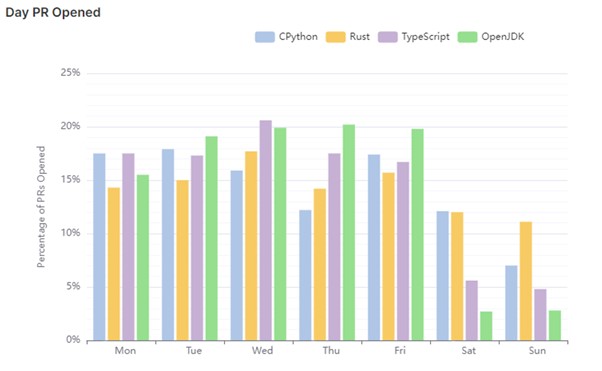 Day PR Opened
CPython Rust TypeScript OpenJDK
25%
20%
15%
10%
5%
0%
Percentage of PRs Opened
Mon Tue Wed Thu Fri Sat Sun